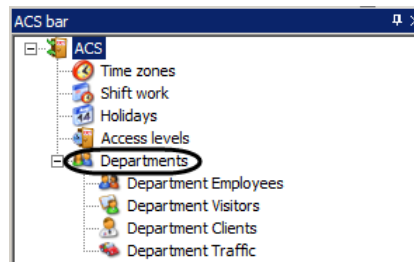 ACS bar
ACS
Time zones
Shift work
Holidays
Access levels
Departments
Department Employees
Department Visitors
Department Clients
Department Traffic